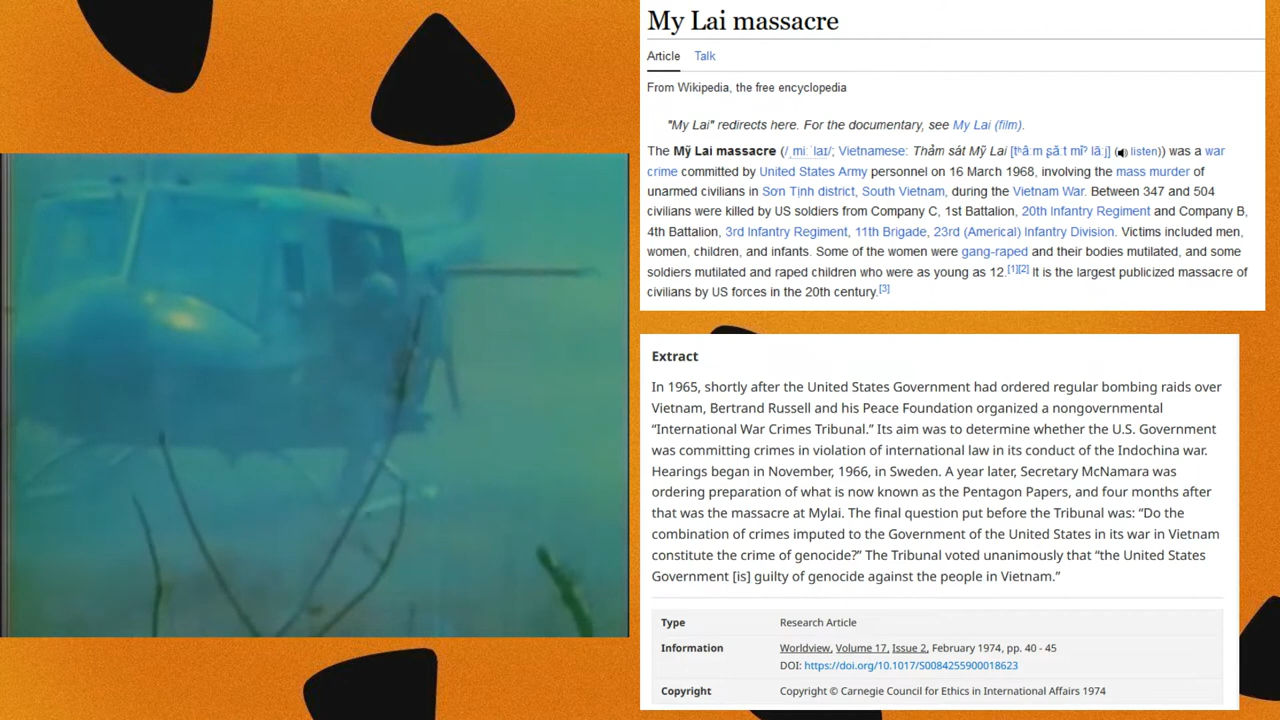 My Lai massacre
Article Talk
From Wikipedia, the free encyclopedia
"My Lai" redirects here. For the documentary, see My Lai (film).
The Mỹ Lai massacre (/ˌmiːˈlaɪ/; Vietnamese: Thảm sát Mỹ Lai [tʰâːm ʂǎːt mǐˀ lāːj] (listen)) was a war
crime committed by United States Army personnel on 16 March 1968, involving the mass murder of
unarmed civilians in Sơn Tịnh district, South Vietnam, during the Vietnam War. Between 347 and 504
civilians were killed by US soldiers from Company C, 1st Battalion, 20th Infantry Regiment and Company B,
4th Battalion, 3rd Infantry Regiment, 11th Brigade, 23rd (Americal) Infantry Division. Victims included men,
women, children, and infants. Some of the women were gang-raped and their bodies mutilated, and some
soldiers mutilated and raped children who were as young as 12.[1][2] It is the largest publicized massacre of
civilians by US forces in the 20th century.[3]
Extract
In 1965, shortly after the United States Government had ordered regular bombing raids over
Vietnam, Bertrand Russell and his Peace Foundation organized a nongovernmental
“International War Crimes Tribunal.” Its aim was to determine whether the U.S. Government
was committing crimes in violation of international law in its conduct of the Indochina war.
Hearings began in November, 1966, in Sweden. A year later, Secretary McNamara was
ordering preparation of what is now known as the Pentagon Papers, and four months after
that was the massacre at Mylai. The final question put before the Tribunal was: “Do the
combination of crimes imputed to the Government of the United States in its war in Vietnam
constitute the crime of genocide?” The Tribunal voted unanimously that “the United States
Government [is] guilty of genocide against the people in Vietnam.”
Type Research Article
Information Worldview, Volume 17, Issue 2, February 1974, pp. 40 - 45
DOI: https://doi.org/10.1017/S0084255900018623
Copyright Copyright © Carnegie Council for Ethics in International Affairs 1974